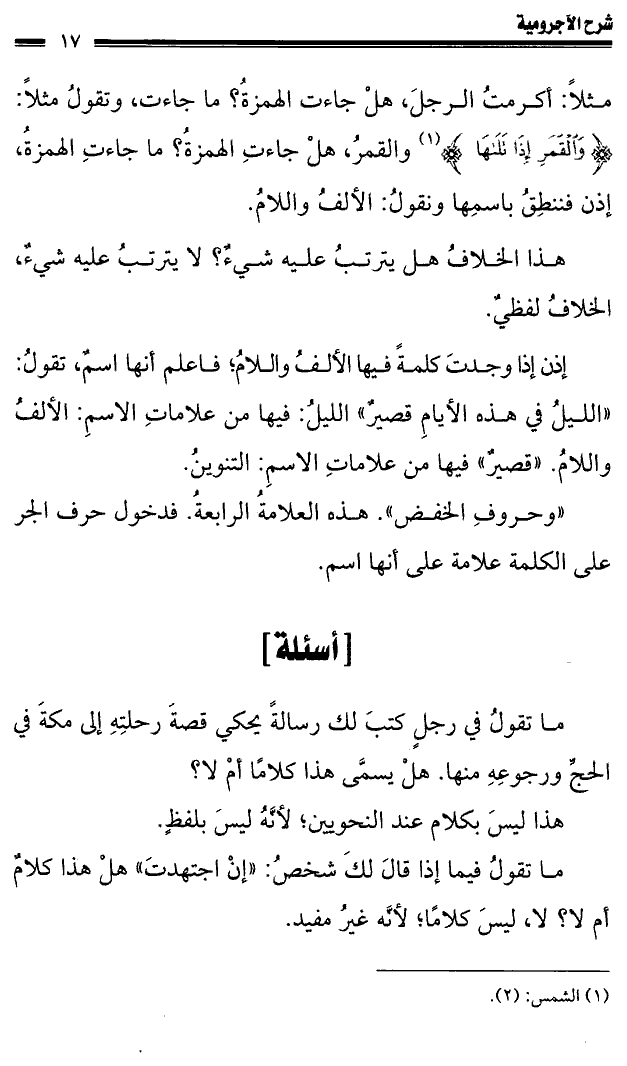 شرح الآجرومية
١٧
مثلاً: أكرمتُ الرجلَ، هلْ جاءت الهمزةُ؟ ما جاءت، وتقولُ مثلاً:
﴿وَٱلۡقَمَرِ إِذَا تَلَىٰهَا﴾(١) والقمرُ، هلْ جاءتِ الهمزةُ؟ ما جاءتِ الهمزةُ،
إذن فننطِقُ باسمِها ونقولُ: الألفُ واللامُ.
هذا الخلافُ هل يترتبُ عليه شيءٌ؟ لا يترتبُ عليه شيءٌ،
الخلافُ لفظيٌ.
إذن إذا وجدتَ كلمةً فيها الألفُ واللامُ؛ فاعلم أنها اسمٌ، تقولُ:
«الليلُ في هذه الأيامِ قصيرٌ» الليلُ: فيها من علاماتِ الاسمِ: الألفُ
واللامُ. «قصيرٌ» فيها من علاماتِ الاسمِ: التنوينُ.
«وحروفِ الخفض». هذه العلامةُ الرابعةُ. فدخول حرف الجر
على الكلمة علامة على أنها اسم.
[أسئلة]
ما تقولُ في رجلٍ كتبَ لك رسالةً يحكي قصةَ رحلتِهِ إلى مكةَ في
الحجِّ ورجوعِهِ منها. هلْ يسمَّى هذا كلامًا أمْ لا؟
هذا ليسَ بكلام عند النحويين؛ لأنَّهُ ليسَ بلفظٍ.
ما تقولُ فيما إذا قالَ لكَ شخصُ: «إنْ اجتهدتَ» هلْ هذا كلامٌ
أم لا؟ لا، ليسَ كلامًا؛ لأنَّه غيرُ مفيد.
(١) الشمس: (٢).